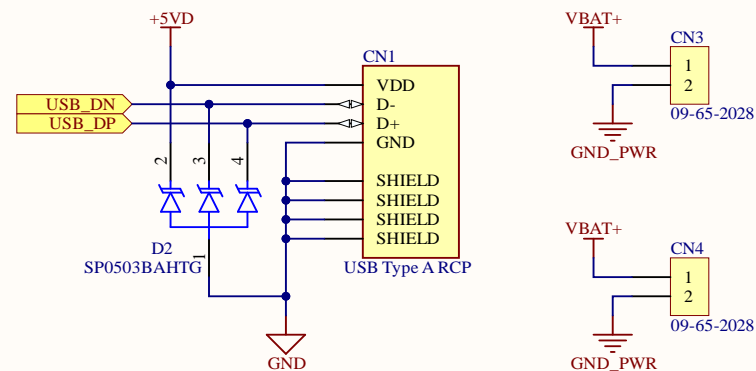 +5VD
CN1
VDD
D-
D+
GND
SHIELD
SHIELD
SHIELD
SHIELD
USB Type A RCP
USB_DN
USB_DP
2
3
4
D2
SP0503BAHTG
1
GND
VBAT+
CN3
1
2
09-65-2028
GND_PWR
VBAT+
CN4
1
2
09-65-2028
GND_PWR